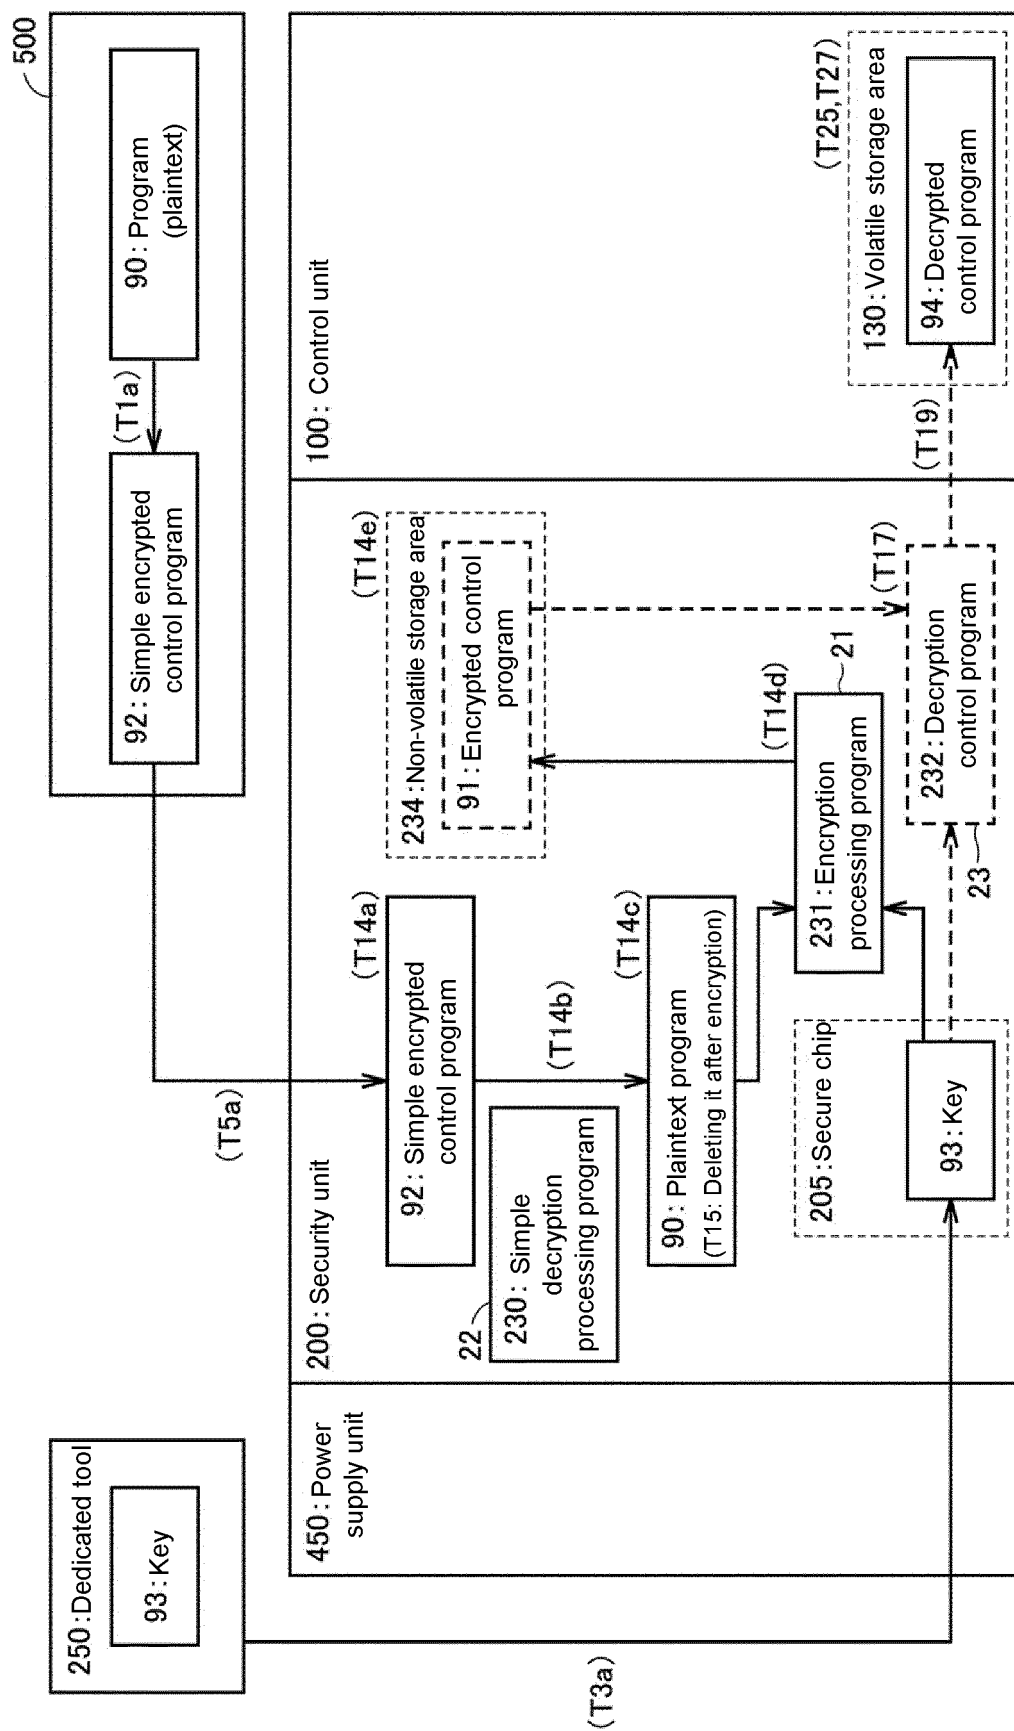 250:Dedicated tool
93:Key
(T3a)
500
90:Program
(plaintext)
(T1a)
92:Simple encrypted
control program
(T5a)
450:Power
supply unit
200:Security unit
92:Simple encrypted
control program
(T14a)
22
230:Simple
decryption
processing program
(T14b)
90:Plaintext program
(T15: Deleting it after encryption)
(T14c)
205:Secure chip
93:Key
231:Encryption
processing program
21
(T14d)
234:Non-volatile storage area
91:Encrypted control
program
(T14e)
(T17)
232:Decryption
control program
23
(T19)
100:Control unit
130:Volatile storage area
94:Decrypted
control program
(T25,T27)